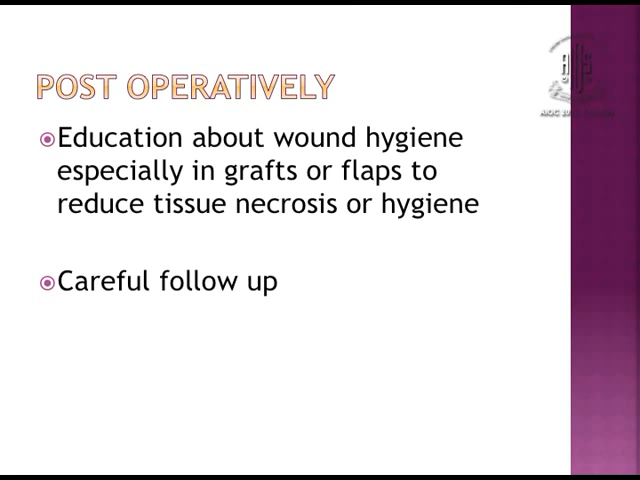 POST OPERATIVELY
Education about wound hygiene
especially in grafts or flaps to
reduce tissue necrosis or hygiene
Careful follow up